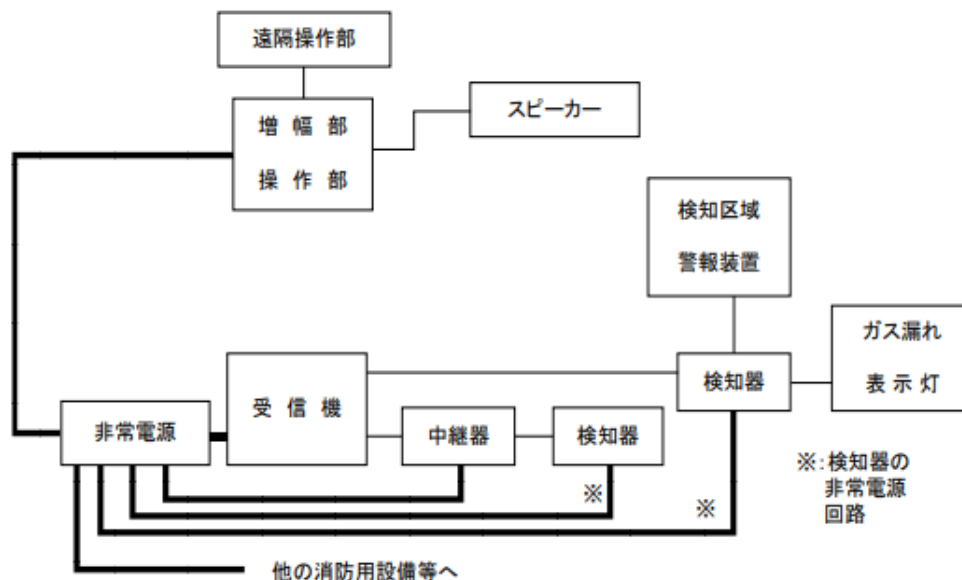 遠隔操作部
増幅部
操作部
スピーカー
検知区域
警報装置
ガス漏れ
表示灯
検知器
受信機
非常電源
中継器
検知器
※
※
※:検知器の
非常電源
回路
他の消防用設備等へ